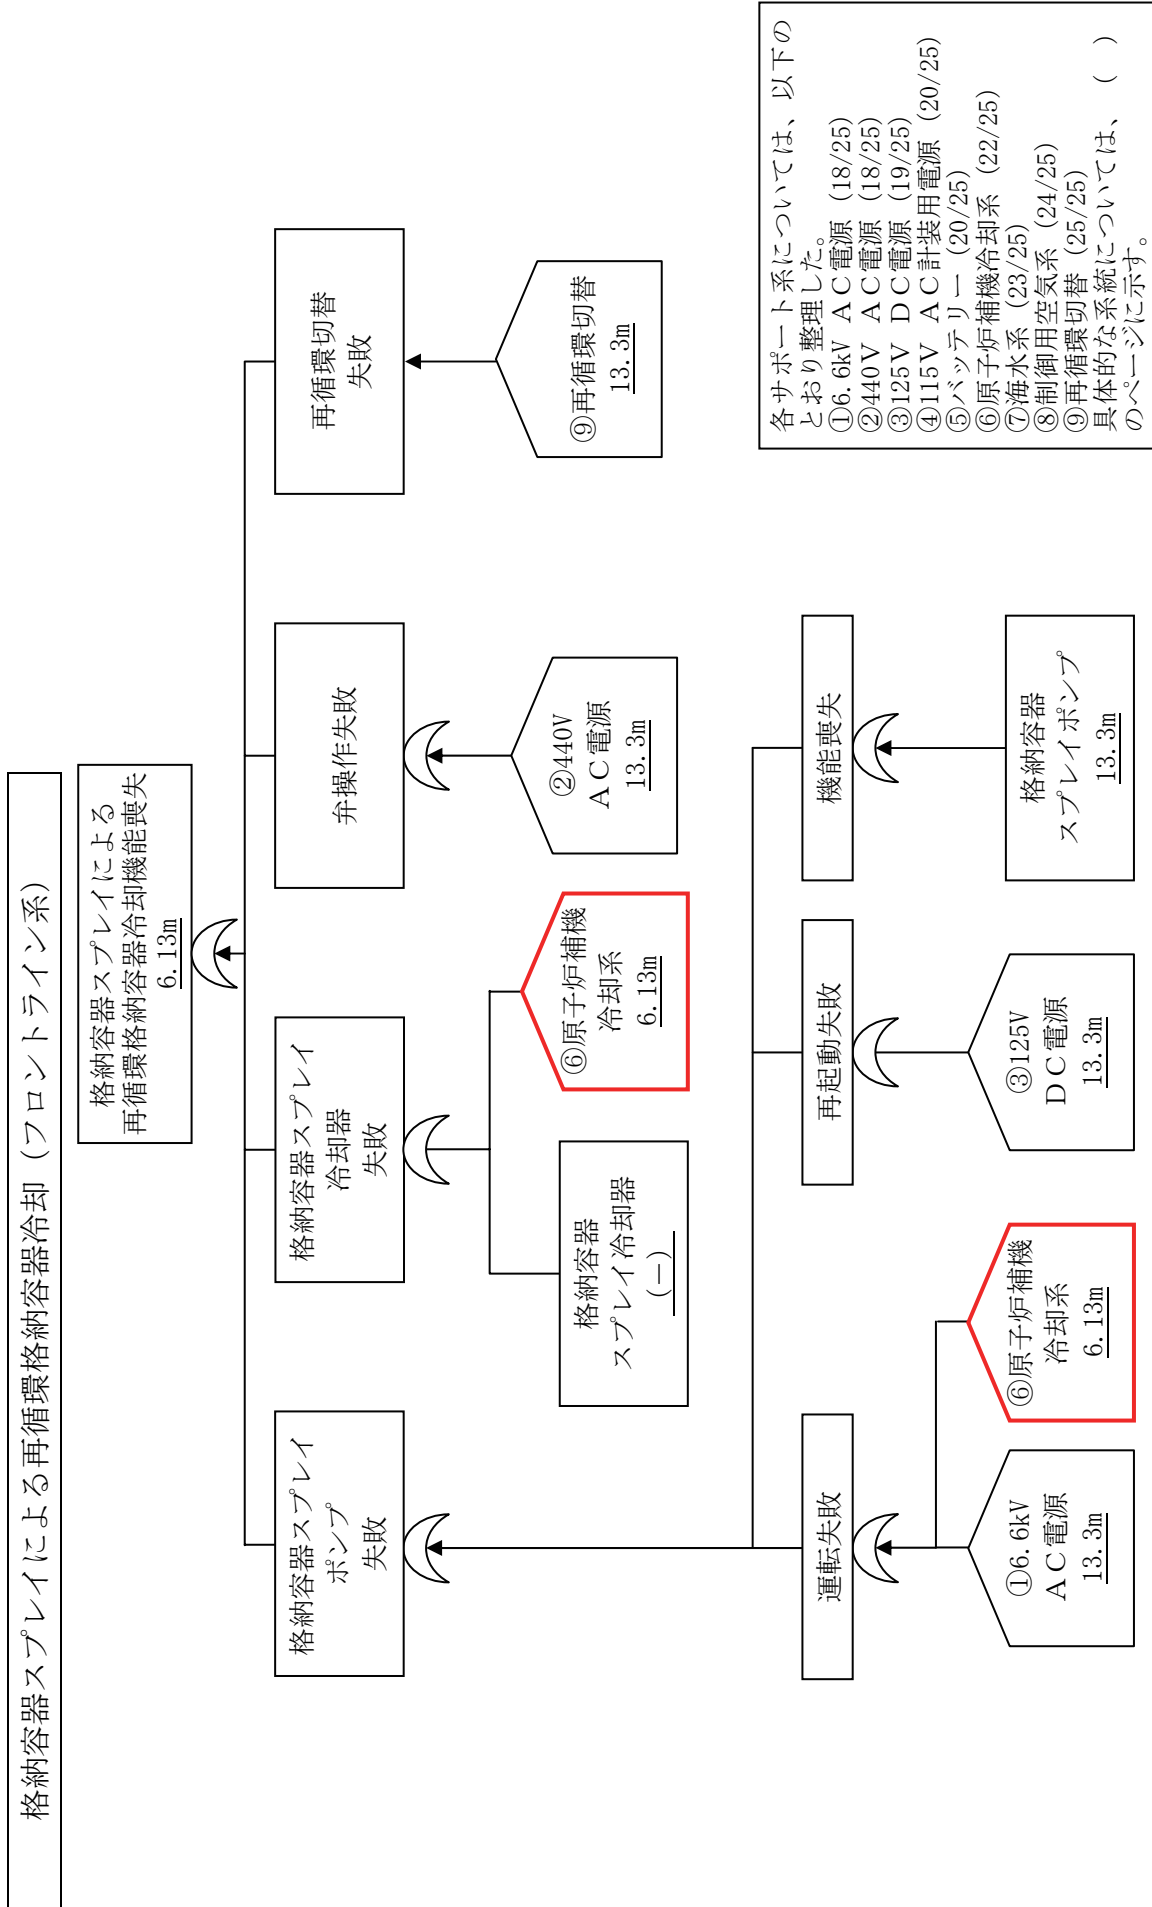 格納容器スプレイによる再循環格納容器冷却（フロントライン系）
格納容器スプレイによる
再循環格納容器冷却機能喪失
6.13m
格納容器スプレイ
ポンプ
失敗
格納容器スプレイ
冷却器
失敗
弁操作失敗
再循環切替
失敗
格納容器
スプレイ冷却器
(－)
⑥原子炉補機
冷却系
6.13m
②440V
ＡＣ電源
13.3m
⑨再循環切替
13.3m
運転失敗
再起動失敗
機能喪失
①6.6kV
ＡＣ電源
13.3m
⑥原子炉補機
冷却系
6.13m
③125V
ＤＣ電源
13.3m
格納容器
スプレイポンプ
13.3m
各サポート系については、以下の
とおり整理した。
①6.6kV ＡＣ電源 (18/25)
②440V ＡＣ電源 (18/25)
③125V ＤＣ電源 (19/25)
④115V ＡＣ計装用電源 (20/25)
⑤バッテリー (20/25)
⑥原子炉補機冷却系 (22/25)
⑦海水系 (23/25)
⑧制御用空気系 (24/25)
⑨再循環切替 (25/25)
具体的な系統については、（　）
のページに示す。